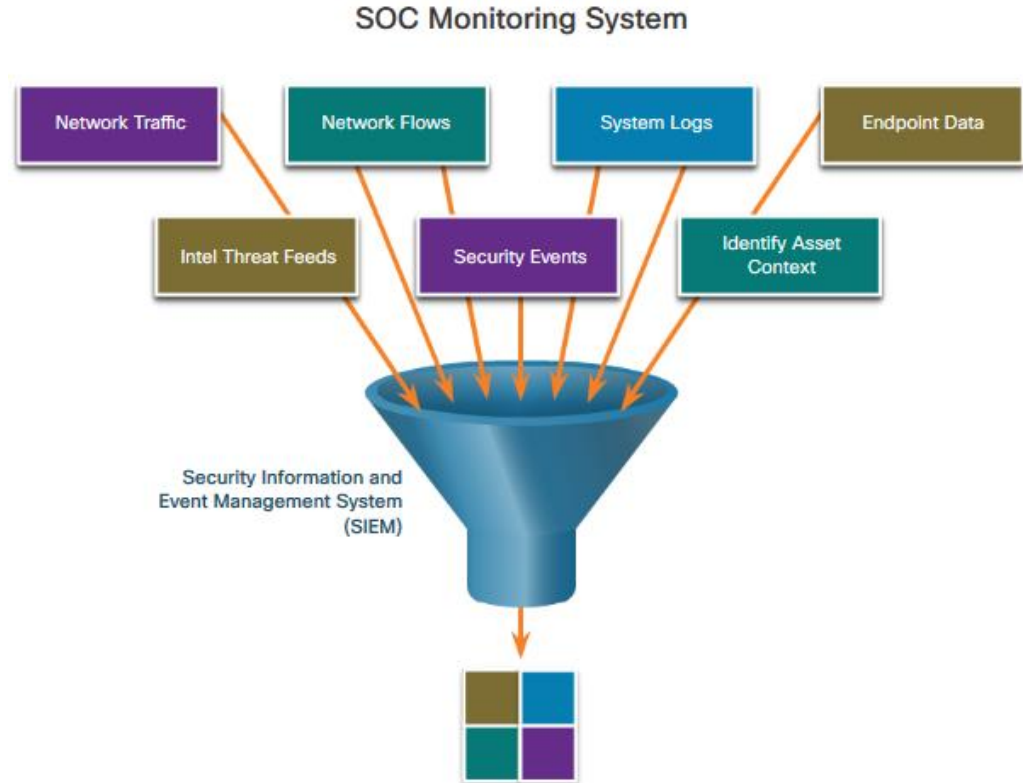 SOC Monitoring System
Network Traffic
Network Flows
System Logs
Endpoint Data
Intel Threat Feeds
Security Events
Identify Asset
Context
Security Information and
Event Management System
(SIEM)